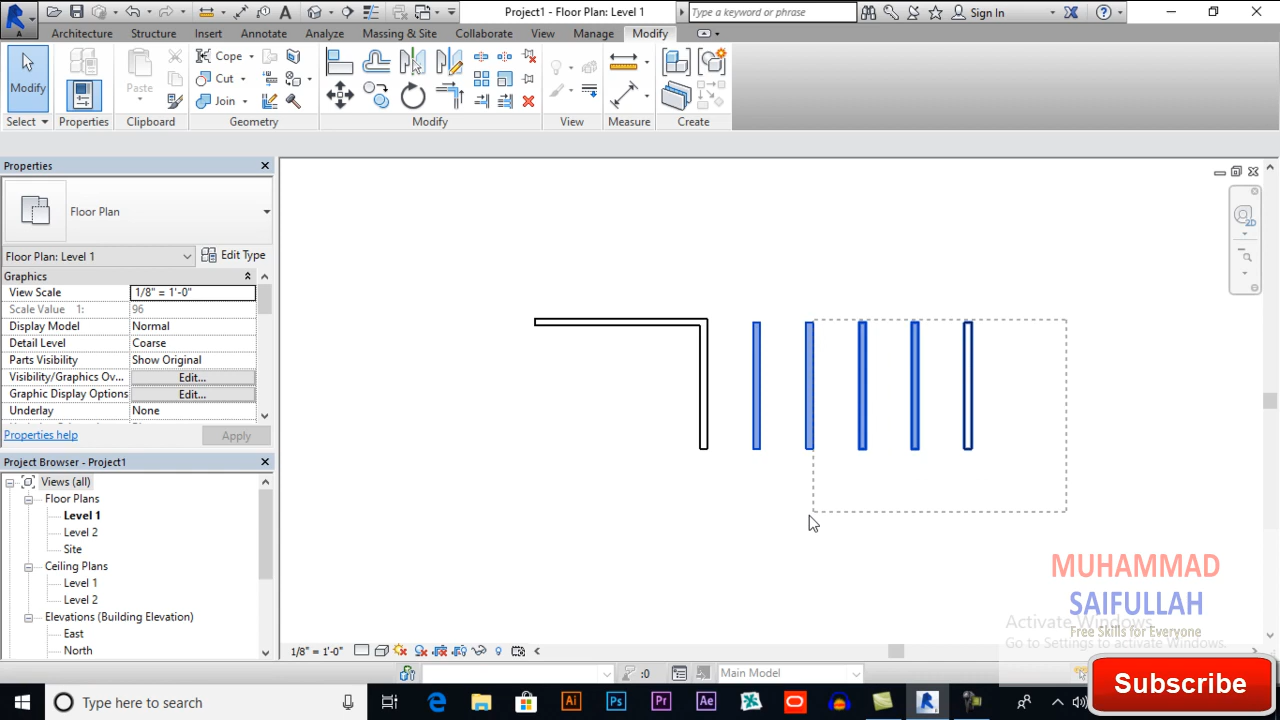 Project1 - Floor Plan: Level 1
Type a keyword or phrase
Sign In
Architecture Structure Insert Annotate Analyze Massing & Site Collaborate View Manage Modify
Modify
Paste
Cope
Cut
Join
Select Properties Clipboard Geometry Modify View Measure Create
Properties
Floor Plan
Floor Plan: Level 1
Edit Type
Graphics
View Scale 1/8" = 1'-0"
Scale Value 1: 96
Display Model Normal
Detail Level Coarse
Parts Visibility Show Original
Visibility/Graphics Ov... Edit...
Graphic Display Options Edit...
Underlay None
Properties help
Apply
Project Browser - Project1
Views (all)
Floor Plans
Level 1
Level 2
Site
Ceiling Plans
Level 1
Level 2
Elevations (Building Elevation)
East
North
2D
MUHAMMAD
SAIFULLAH
Free Skills for Everyone
Activate Windows
Go to Settings to activate Windows.
1/8" = 1'-0"
:0
Main Model
Subscribe
Type here to search
Ai
Ps
Pr
Ae